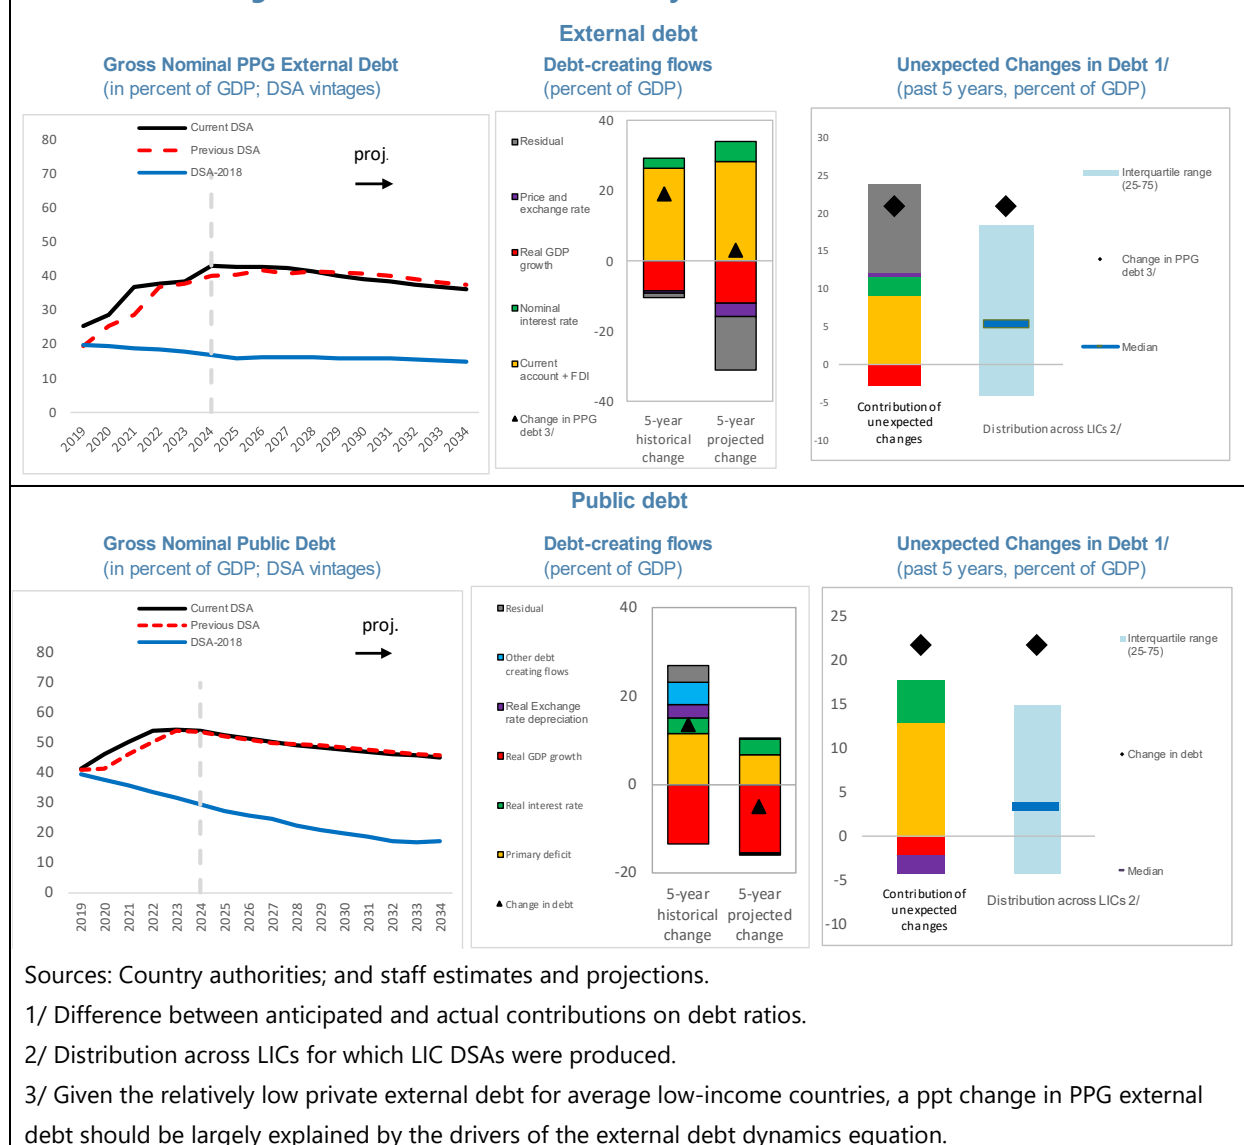 External debt
Gross Nominal PPG External Debt
(in percent of GDP; DSA vintages)
Current DSA
Previous DSA
DSA-2018
proj.
80
70
60
50
40
30
20
10
0
2019
2020
2021
2022
2023
2024
2025
2026
2027
2028
2029
2030
2031
2032
2033
2034
Debt-creating flows
(percent of GDP)
Residual
Price and
exchange rate
Real GDP
growth
Nominal
interest rate
Current
account + FDI
Change in PPG
debt 3/
40
20
0
-20
-40
5-year
historical
change
5-year
projected
change
Unexpected Changes in Debt 1/
(past 5 years, percent of GDP)
30
25
20
15
10
5
0
-5
-10
Contribution of
unexpected
changes
Distribution across LICs 2/
Interquartile range
(25-75)
Change in PPG
debt 3/
Median
Public debt
Gross Nominal Public Debt
(in percent of GDP; DSA vintages)
Current DSA
Previous DSA
DSA-2018
proj.
80
70
60
50
40
30
20
10
0
2019
2020
2021
2022
2023
2024
2025
2026
2027
2028
2029
2030
2031
2032
2033
2034
Debt-creating flows
(percent of GDP)
Residual
Other debt
creating flows
Real Exchange
rate depreciation
Real GDP growth
Real interest rate
Primary deficit
Change in debt
40
20
0
-20
5-year
historical
change
5-year
projected
change
Unexpected Changes in Debt 1/
(past 5 years, percent of GDP)
25
20
15
10
5
0
-5
-10
Contribution of
unexpected
changes
Distribution across LICs 2/
Interquartile range
(25-75)
Change in debt
Median
Sources: Country authorities; and staff estimates and projections.
1/ Difference between anticipated and actual contributions on debt ratios.
2/ Distribution across LICs for which LIC DSAs were produced.
3/ Given the relatively low private external debt for average low-income countries, a ppt change in PPG external
debt should be largely explained by the drivers of the external debt dynamics equation.